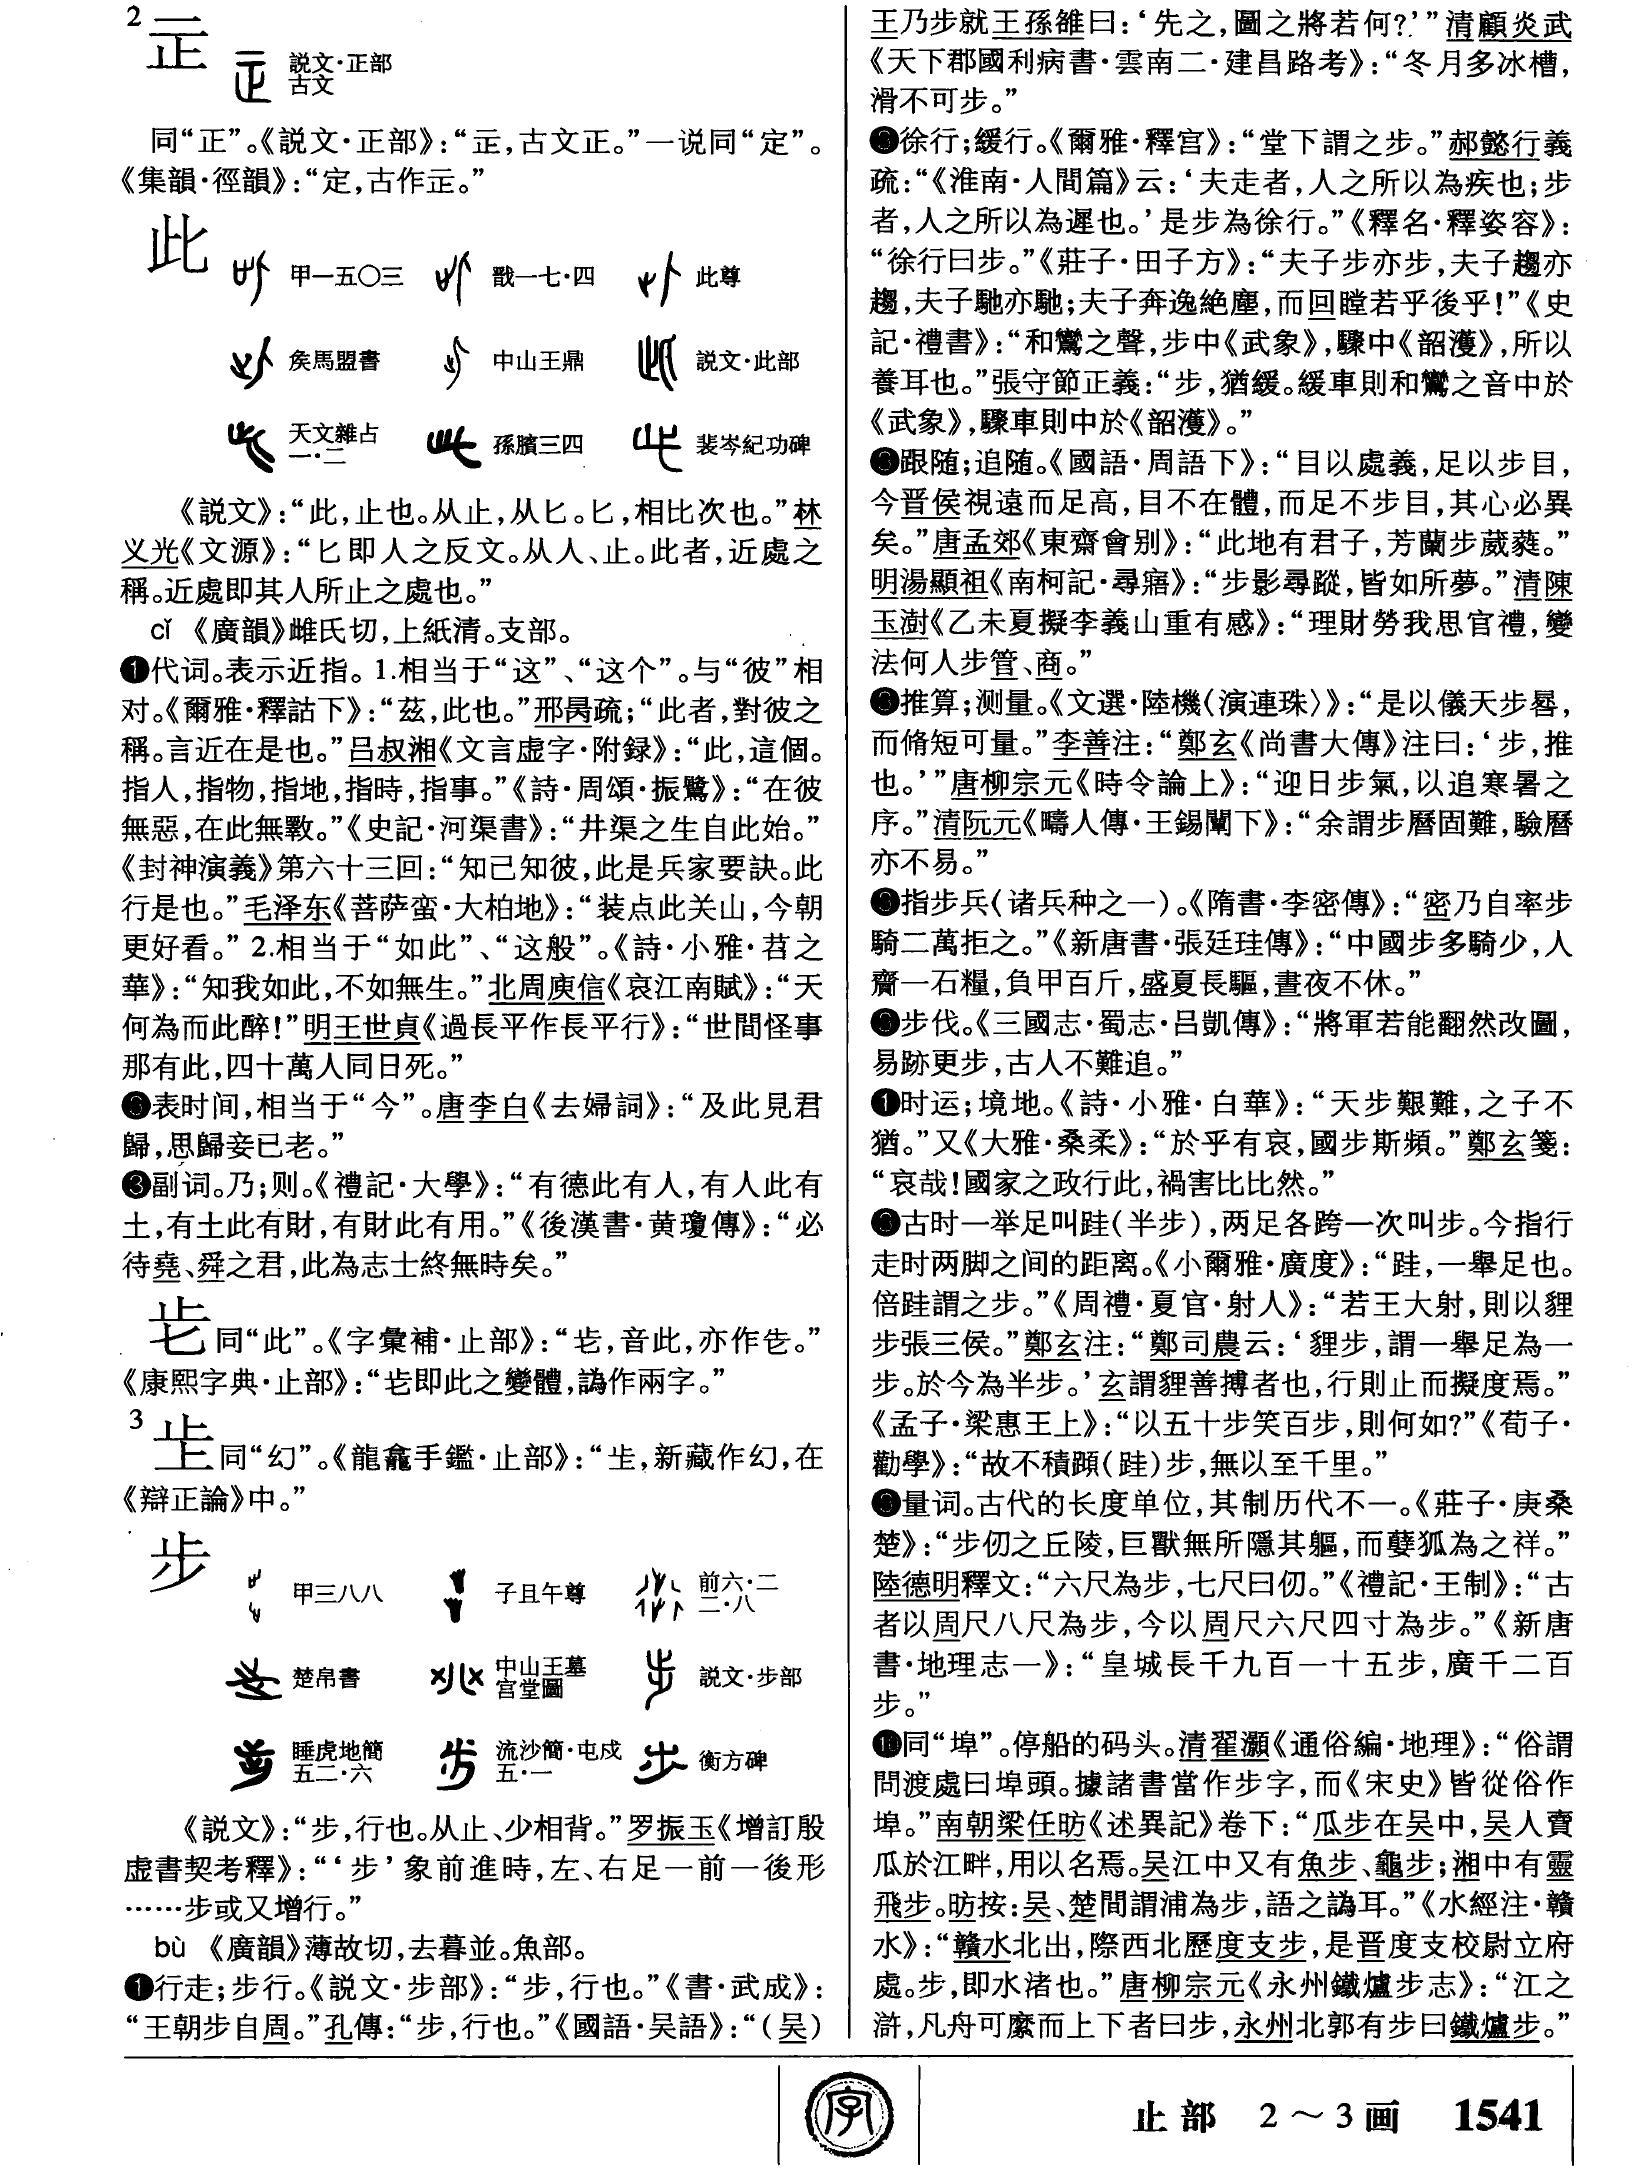 2
𤴓
説文·正部
古文
同“正”。《説文·正部》：“𤴓，古文正。”一说同“定”。
《集韻·徑韻》：“定，古作𤴓。”
此
甲一五〇三
戬一七·四
此尊
矦馬盟書
中山王鼎
説文·此部
天文雜占
一·二
孫臏三四
裴岑紀功碑
《説文》：“此，止也。从止，从匕。匕，相比次也。”林
义光《文源》：“匕即人之反文。从人、止。此者，近處之
稱。近處即其人所止之處也。”
cǐ 《廣韻》雌氏切，上紙清。支部。
❶代词。表示近指。1.相当于“这”、“这个”。与“彼”相
对。《爾雅·釋詁下》：“茲，此也。”邢昺疏；“此者，對彼之
稱。言近在是也。”吕叔湘《文言虚字·附録》：“此，這個。
指人，指物，指地，指時，指事。”《詩·周頌·振鷺》：“在彼
無惡，在此無斁。”《史記·河渠書》：“井渠之生自此始。”
《封神演義》第六十三回：“知己知彼，此是兵家要訣。此
行是也。”毛泽东《菩萨蛮·大柏地》：“装点此关山，今朝
更好看。”2.相当于“如此”、“这般”。《詩·小雅·苕之
華》：“知我如此，不如無生。”北周庾信《哀江南賦》：“天
何為而此醉！”明王世貞《過長平作長平行》：“世間怪事
那有此，四十萬人同日死。”
表时间，相当于“今”。唐李白《去婦詞》：“及此見君
歸，思歸妾已老。”
❸副词。乃；则。《禮記·大學》：“有德此有人，有人此有
土，有土此有財，有財此有用。”《後漢書·黄瓊傳》：“必
待堯、舜之君，此為志士終無時矣。”
同“此”。《字彙補·止部》：“，音此，亦作。”
《康熙字典·止部》：“即此之變體，譌作兩字。”
3
同“幻”。《龍龕手鑑·止部》：“，新藏作幻，在
《辯正論》中。”
步
甲三八八
子且午尊
前六·二
二·八
楚帛書
中山王墓
宫堂圖
説文·步部
睡虎地簡
五二·六
流沙簡·屯戍
五·一
衡方碑
《説文》：“步，行也。从止、少相背。”罗振玉《增訂殷
虚書契考釋》：“‘步’象前進時，左、右足一前一後形
……步或又增行。”
bù 《廣韻》薄故切，去暮並。魚部。
❶行走；步行。《説文·步部》：“步，行也。”《書·武成》：
“王朝步自周。”孔傳：“步，行也。”《國語·吴語》：“（吴）
王乃步就王孫雒曰：‘先之，圖之將若何？’”清顧炎武
《天下郡國利病書·雲南二·建昌路考》：“冬月多冰槽，
滑不可步。”
徐行；緩行。《爾雅·釋宫》：“堂下謂之步。”郝懿行義
疏：“《淮南·人間篇》云：‘夫走者，人之所以為疾也；步
者，人之所以為遲也。’是步為徐行。”《釋名·釋姿容》：
“徐行曰步。”《莊子·田子方》：“夫子步亦步，夫子趨亦
趨，夫子馳亦馳；夫子奔逸絶塵，而回瞠若乎後乎！”《史
記·禮書》：“和鸞之聲，步中《武象》，驟中《韶濩》，所以
養耳也。”張守節正義：“步，猶緩。緩車則和鸞之音中於
《武象》，驟車則中於《韶濩》。”
跟随；追随。《國語·周語下》：“目以處義，足以步目，
今晋侯視遠而足高，目不在體，而足不步目，其心必異
矣。”唐孟郊《東齋會别》：“此地有君子，芳蘭步葳蕤。”
明湯顯祖《南柯記·尋寤》：“步影尋蹤，皆如所夢。”清陳
玉澍《乙未夏擬李義山重有感》：“理財勞我思官禮，變
法何人步管、商。”
推算；测量。《文選·陸機〈演連珠〉》：“是以儀天步晷，
而脩短可量。”李善注：“鄭玄《尚書大傳》注曰：‘步，推
也。’”唐柳宗元《時令論上》：“迎日步氣，以追寒暑之
序。”清阮元《疇人傳·王錫闡下》：“余謂步曆固難，驗曆
亦不易。”
指步兵（诸兵种之一）。《隋書·李密傳》：“密乃自率步
騎二萬拒之。”《新唐書·張廷珪傳》：“中國步多騎少，人
齎一石糧，負甲百斤，盛夏長驅，晝夜不休。”
步伐。《三國志·蜀志·吕凱傳》：“將軍若能翻然改圖，
易跡更步，古人不難追。”
时运；境地。《詩·小雅·白華》：“天步艱難，之子不
猶。”又《大雅·桑柔》：“於乎有哀，國步斯頻。”鄭玄箋：
“哀哉！國家之政行此，禍害比比然。”
古时一举足叫跬（半步），两足各跨一次叫步。今指行
走时两脚之间的距离。《小爾雅·廣度》：“跬，一舉足也。
倍跬謂之步。”《周禮·夏官·射人》：“若王大射，則以貍
步張三侯。”鄭玄注：“鄭司農云：‘貍步，謂一舉足為一
步。於今為半步。’玄謂貍善搏者也，行則止而擬度焉。”
《孟子·梁惠王上》：“以五十步笑百步，則何如？”《荀子·
勸學》：“故不積蹞（跬）步，無以至千里。”
量词。古代的长度单位，其制历代不一。《莊子·庚桑
楚》：“步仞之丘陵，巨獸無所隱其軀，而孽狐為之祥。”
陸德明釋文：“六尺為步，七尺曰仞。”《禮記·王制》：“古
者以周尺八尺為步，今以周尺六尺四寸為步。”《新唐
書·地理志一》：“皇城長千九百一十五步，廣千二百
步。”
同“埠”。停船的码头。清翟灝《通俗編·地理》：“俗謂
問渡處曰埠頭。據諸書當作步字，而《宋史》皆從俗作
埠。”南朝梁任昉《述異記》卷下：“瓜步在吴中，吴人賣
瓜於江畔，用以名焉。吴江中又有魚步、龜步；湘中有靈
飛步。昉按：吴、楚間謂浦為步，語之譌耳。”《水經注·贛
水》：“贛水北出，際西北歷度支步，是晋度支校尉立府
處。步，即水渚也。”唐柳宗元《永州鐵爐步志》：“江之
滸，凡舟可縻而上下者曰步，永州北郭有步曰鐵爐步。”
字
止部 2～3画 1541